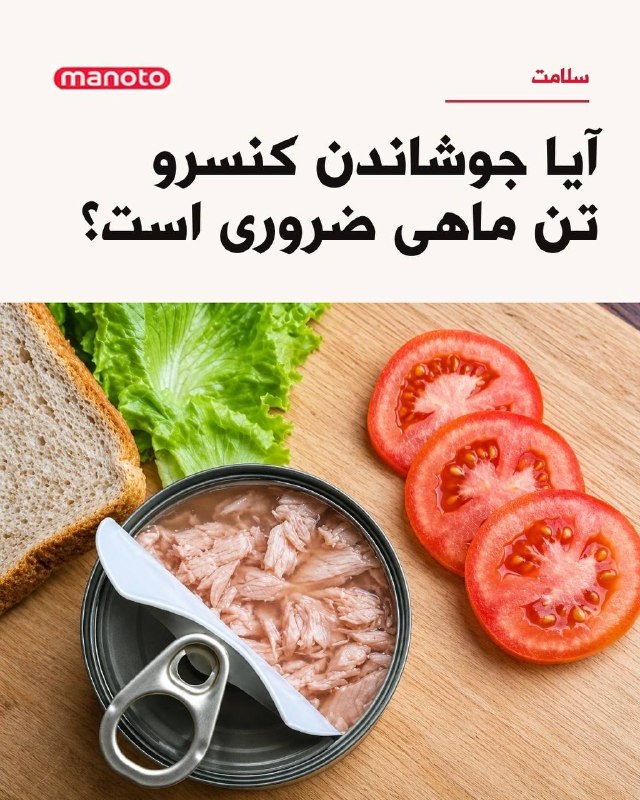 manoto
سلامت
آیا جوشاندن کنسرو
تن ماهی ضروری است؟